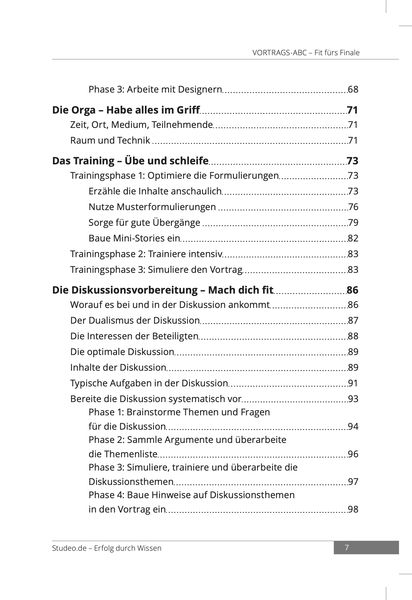 VORTRAGS-ABC – Fit fürs Finale
Phase 3: Arbeite mit Designern 68
Die Orga – Habe alles im Griff 71
Zeit, Ort, Medium, Teilnehmende 71
Raum und Technik 71
Das Training – Übe und schleife 73
Trainingsphase 1: Optimiere die Formulierungen 73
Erzähle die Inhalte anschaulich 73
Nutze Musterformulierungen 76
Sorge für gute Übergänge 79
Baue Mini-Stories ein 82
Trainingsphase 2: Trainiere intensiv 83
Trainingsphase 3: Simuliere den Vortrag 83
Die Diskussionsvorbereitung – Mach dich fit 86
Worauf es bei und in der Diskussion ankommt 86
Der Dualismus der Diskussion 87
Die Interessen der Beteiligten 88
Die optimale Diskussion 89
Inhalte der Diskussion 89
Typische Aufgaben in der Diskussion 91
Bereite die Diskussion systematisch vor 93
Phase 1: Brainstorme Themen und Fragen
für die Diskussion 94
Phase 2: Sammle Argumente und überarbeite
die Themenliste 96
Phase 3: Simuliere, trainiere und überarbeite die
Diskussionsthemen 97
Phase 4: Baue Hinweise auf Diskussionsthemen
in den Vortrag ein 98
Studeo.de – Erfolg durch Wissen 7